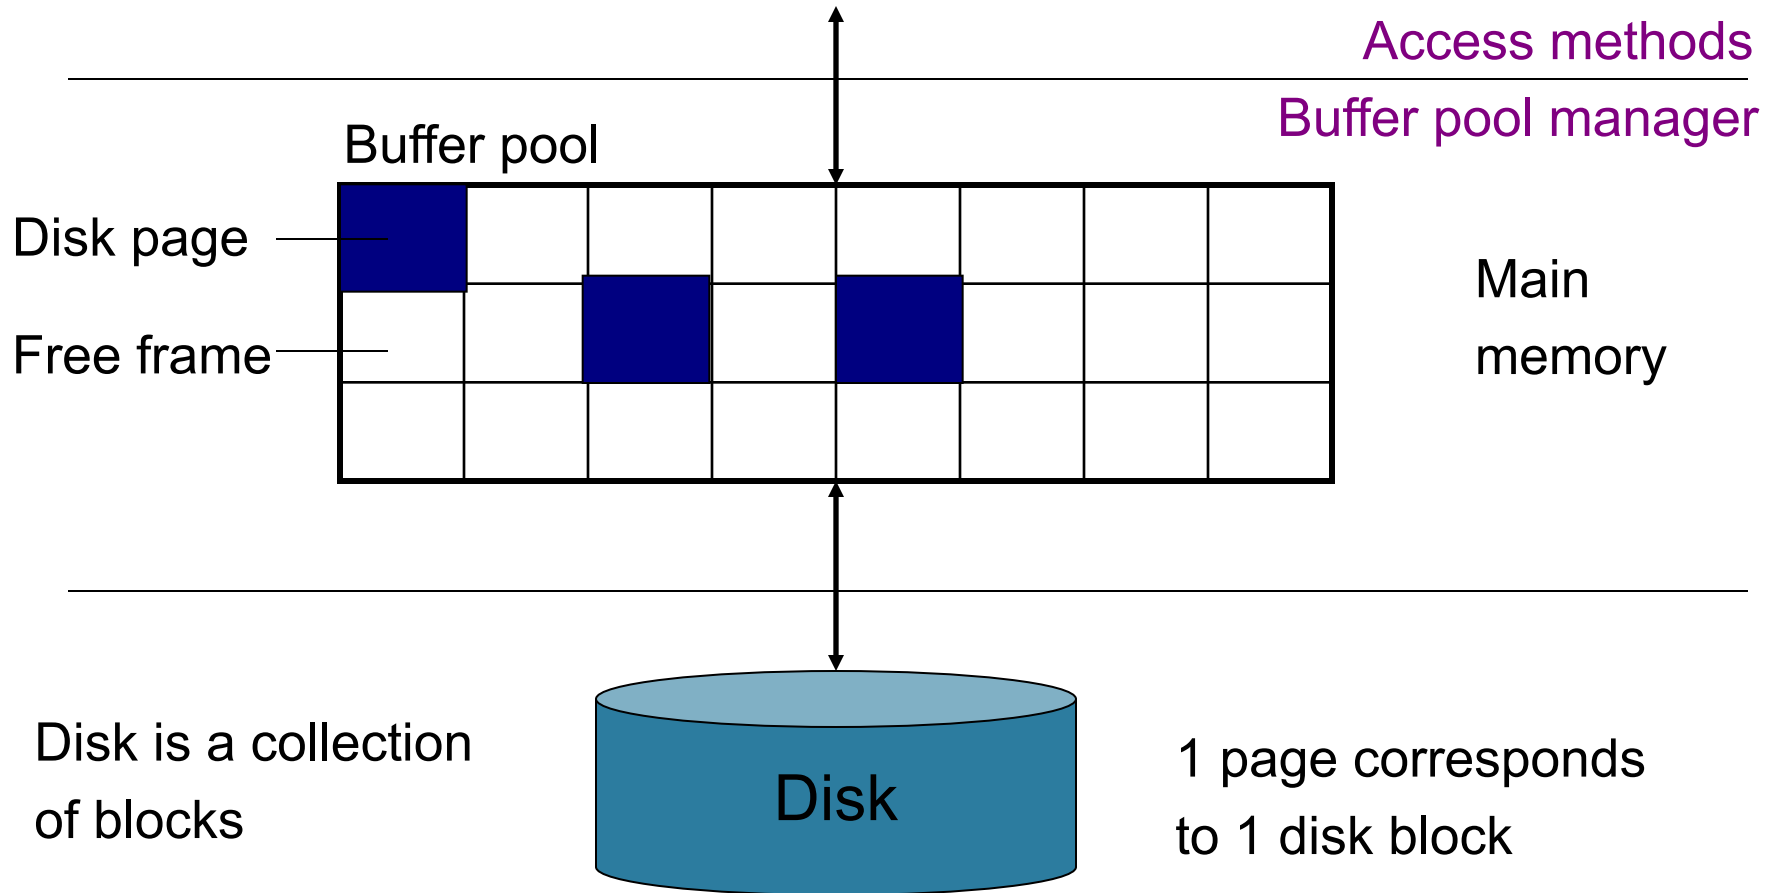 Access methods
Buffer pool manager
Buffer pool
Disk page
Free frame
Main
memory
Disk is a collection
of blocks
Disk
1 page corresponds
to 1 disk block